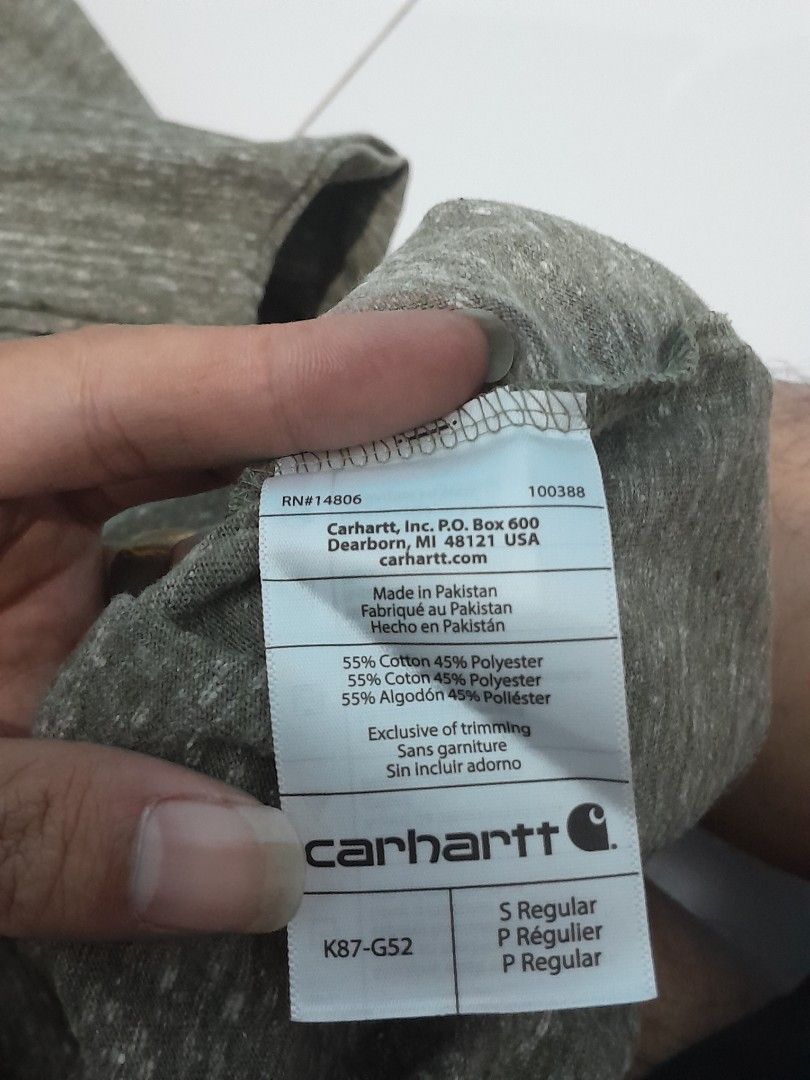 RN#14806 100388
Carhartt, Inc. P.O. Box 600
Dearborn, MI 48121 USA
carhartt.com
Made in Pakistan
Fabriqué au Pakistan
Hecho en Pakistán
55% Cotton 45% Polyester
55% Coton 45% Polyester
55% Algodón 45% Poliéster
Exclusive of trimming
Sans garniture
Sin incluir adorno
carhartt
K87-G52
S Regular
P Régulier
P Regular